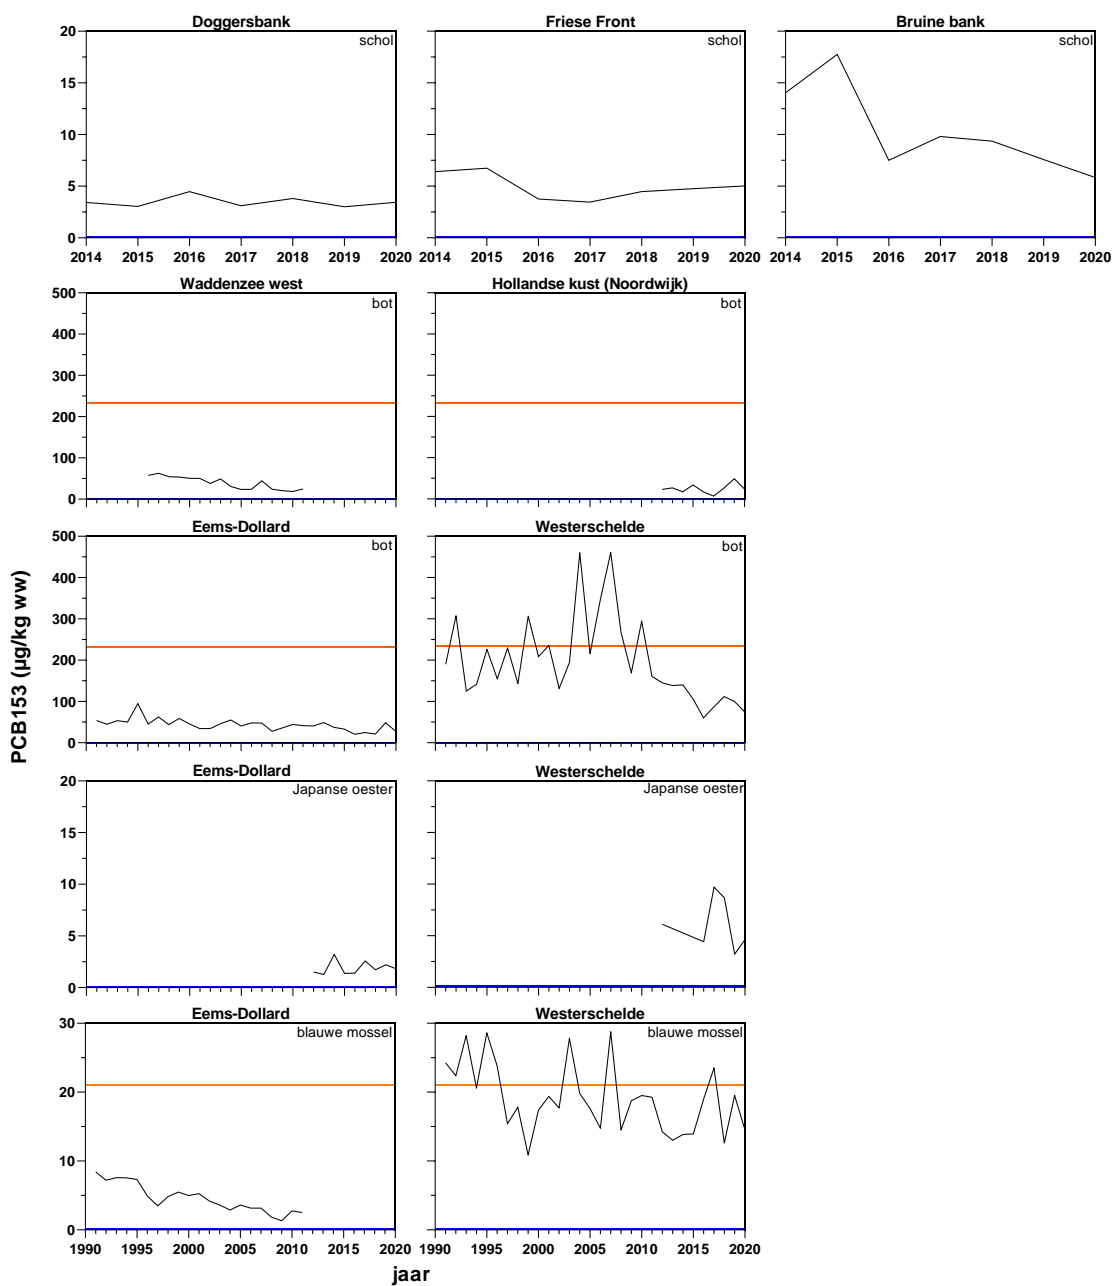 Doggersbank Friese Front Bruine bank
20 schol schol schol
15
10
5
0
2014 2015 2016 2017 2018 2019 2020 2014 2015 2016 2017 2018 2019 2020 2014 2015 2016 2017 2018 2019 2020
Waddenzee west Hollandse kust (Noordwijk)
500 bot bot
400
300
200
100
0
Eems-Dollard Westerschelde
500 bot bot
400
300
200
100
0
PCB153 (µg/kg ww)
Eems-Dollard Westerschelde
20 Japanse oester Japanse oester
15
10
5
0
Eems-Dollard Westerschelde
30 blauwe mossel blauwe mossel
20
10
0
1990 1995 2000 2005 2010 2015 2020 1990 1995 2000 2005 2010 2015 2020
jaar